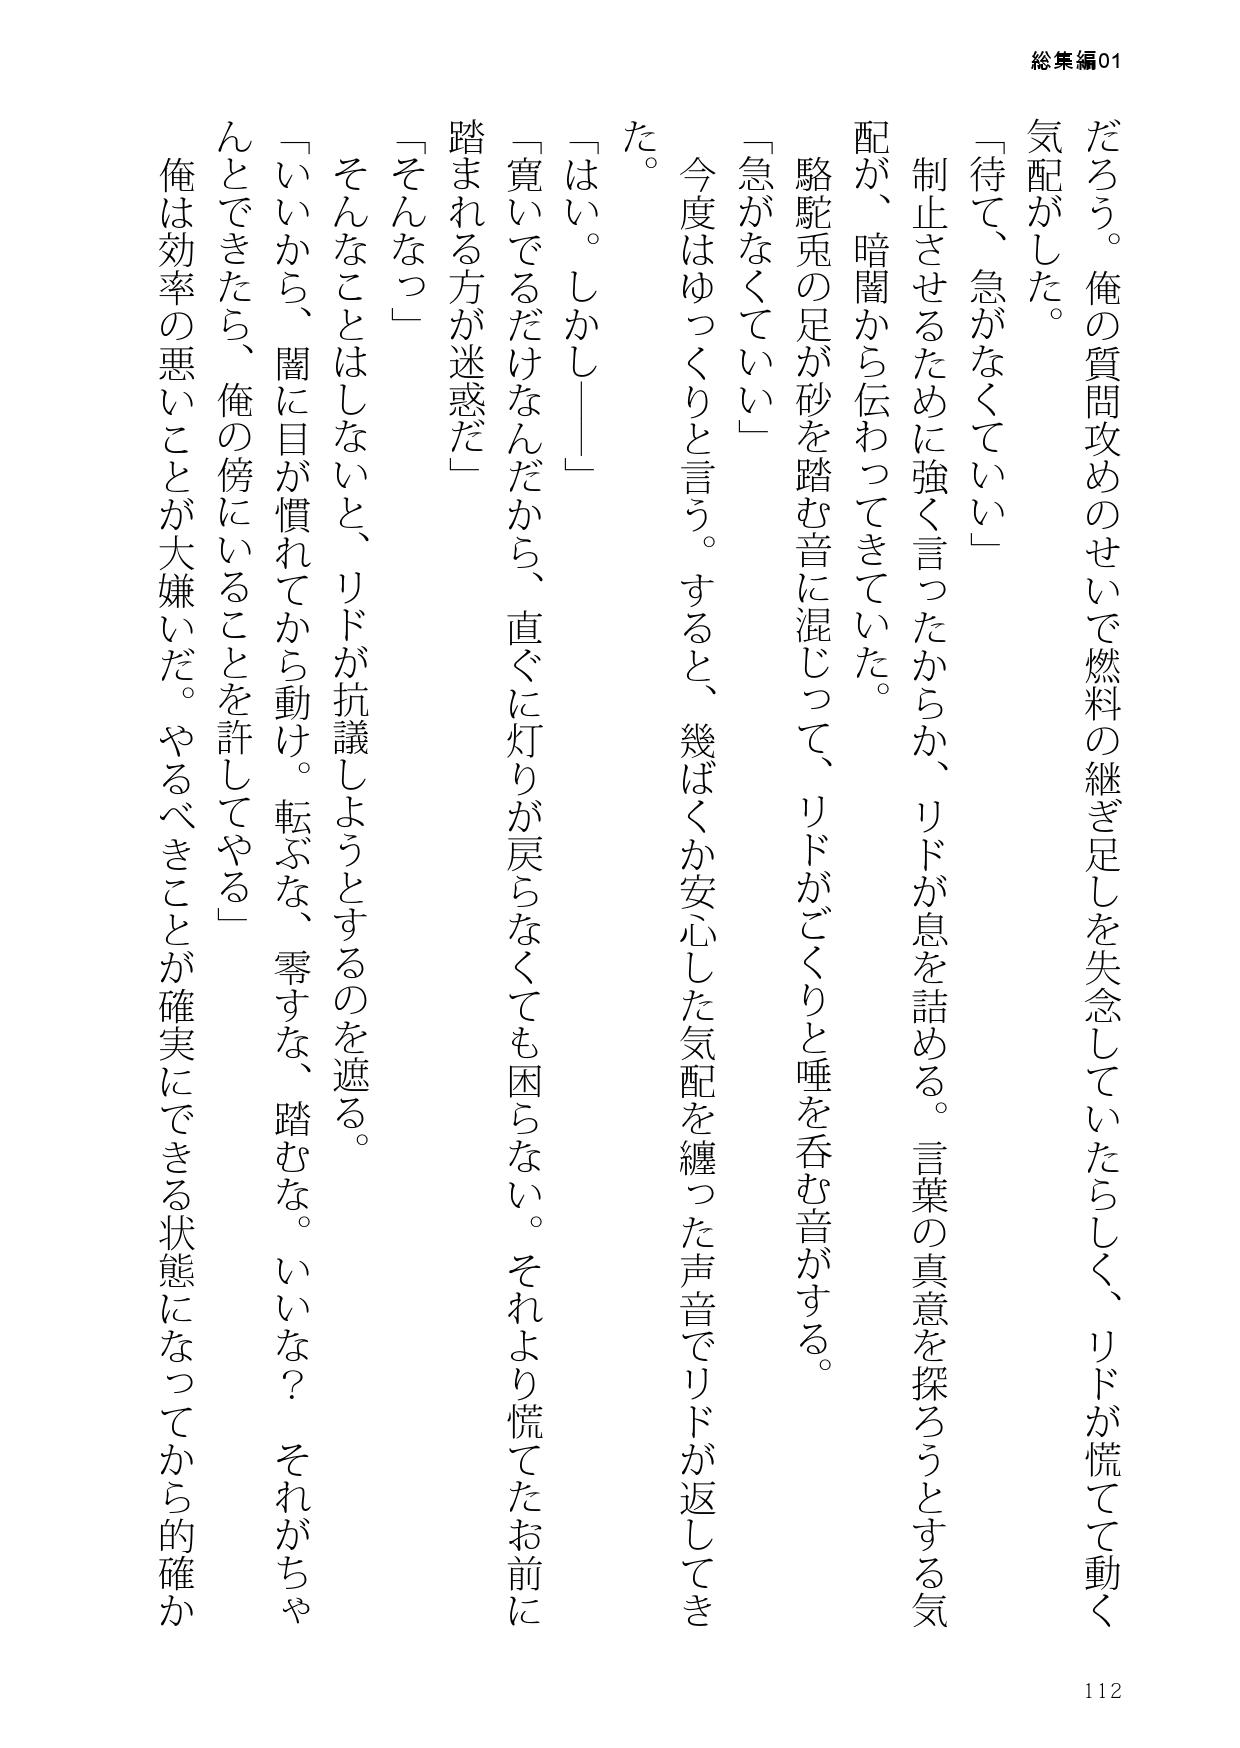 総集編01
だろう。俺の質問攻めのせいで燃料の継ぎ足しを失念していたらしく、リドが慌てて動く
気配がした。
「待て、急がなくていい」
制止させるために強く言ったからか、リドが息を詰める。言葉の真意を探ろうとする気
配が、暗闇から伝わってきていた。
駱駝兎の足が砂を踏む音に混じって、リドがごくりと唾を呑む音がする。
「急がなくていい」
今度はゆっくりと言う。すると、幾ばくか安心した気配を纏った声音でリドが返してき
た。
「はい。しかし――」
「寛いでるだけなんだから、直ぐに灯りが戻らなくても困らない。それより慌てたお前に
踏まれる方が迷惑だ」
「そんなっ」
そんなことはしないと、リドが抗議しようとするのを遮る。
「いいから、闇に目が慣れてから動け。転ぶな、零すな、踏むな。いいな？　それがちゃ
んとできたら、俺の傍にいることを許してやる」
俺は効率の悪いことが大嫌いだ。やるべきことが確実にできる状態になってから的確か
112